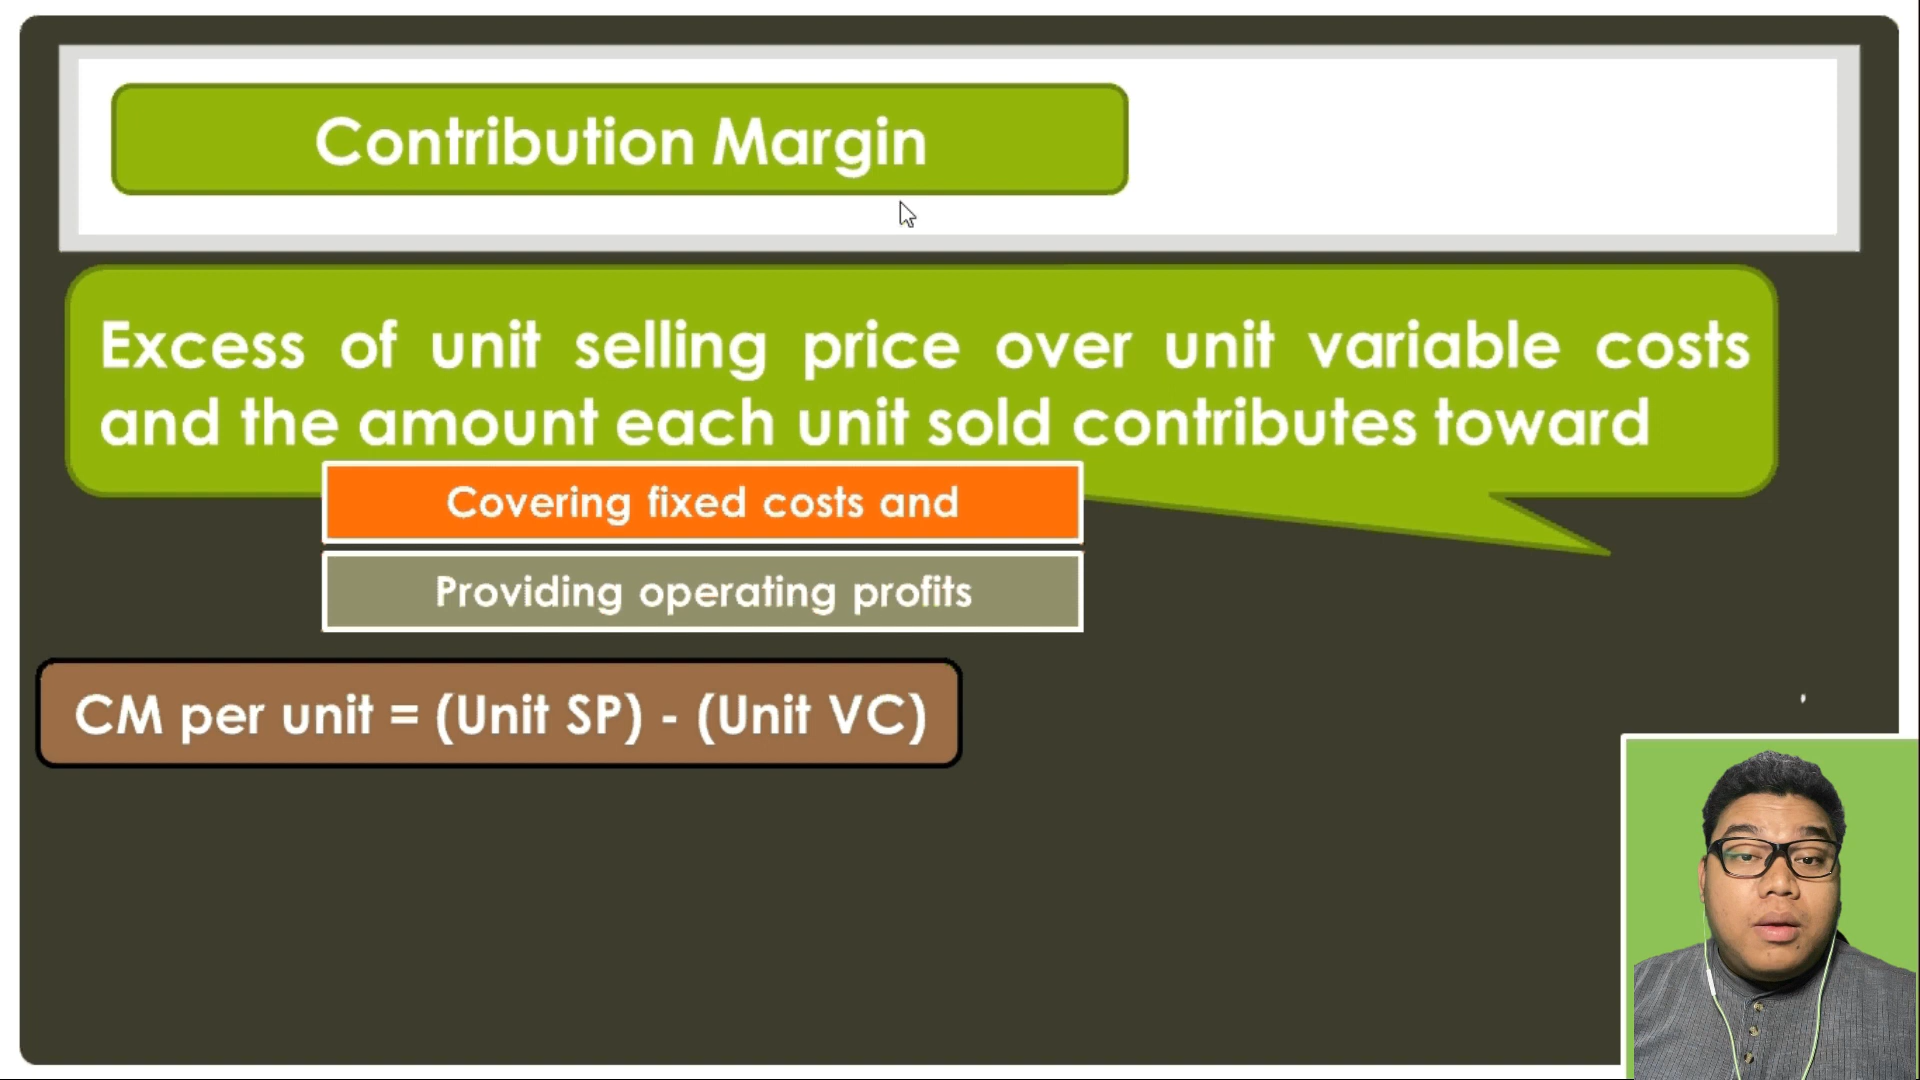 Contribution Margin
Excess of unit selling price over unit variable costs
and the amount each unit sold contributes toward
Covering fixed costs and
Providing operating profits
CM per unit = (Unit SP) - (Unit VC)